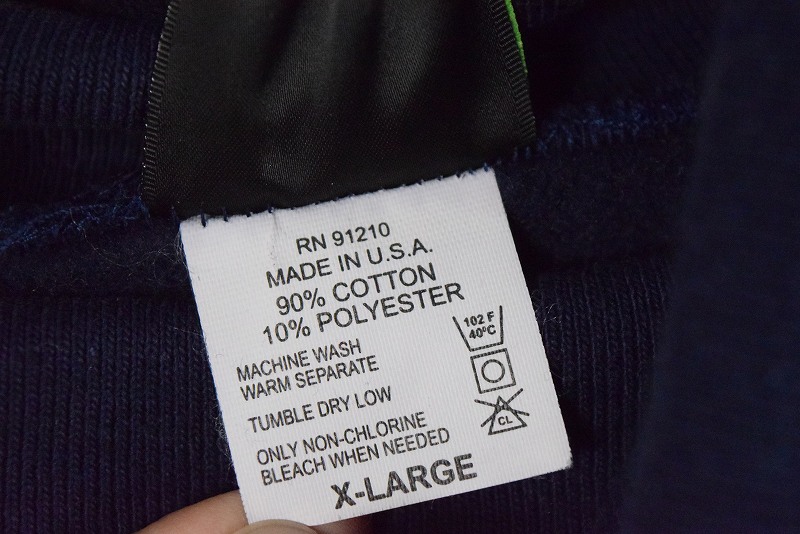 RN 91210
MADE IN U.S.A.
90% COTTON
10% POLYESTER
102 F
40°C
MACHINE WASH
WARM SEPARATE
TUMBLE DRY LOW
CL
ONLY NON-CHLORINE
BLEACH WHEN NEEDED
X-LARGE